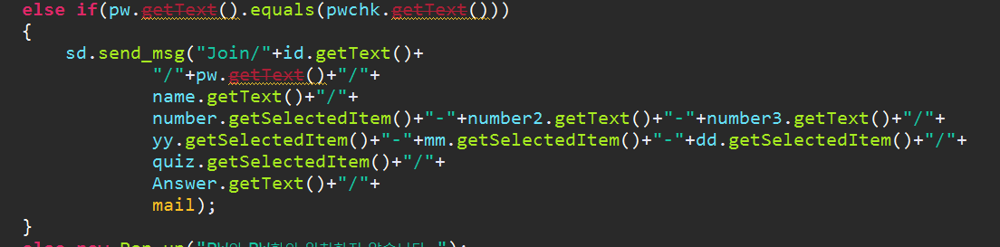 else if(pw.getText().equals(pwchk.getText()))
{
sd.send_msg("Join/"+id.getText()+
"/"+pw.getText()+"/"+
name.getText()+"/"+
number.getSelectedItem()+"-"+number2.getText()+"-"+number3.getText()+"/"+
yy.getSelectedItem()+"-"+mm.getSelectedItem()+"-"+dd.getSelectedItem()+"/"+
quiz.getSelectedItem()+"/"+
Answer.getText()+"/"+
mail);
}